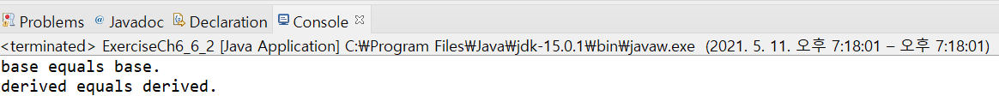 Problems @ Javadoc Declaration Console
<terminated> ExerciseCh6_6_2 [Java Application] C:₩Program Files₩Java₩jdk-15.0.1₩bin₩javaw.exe (2021. 5. 11. 오후 7:18:01 – 오후 7:18:01)
base equals base.
derived equals derived.